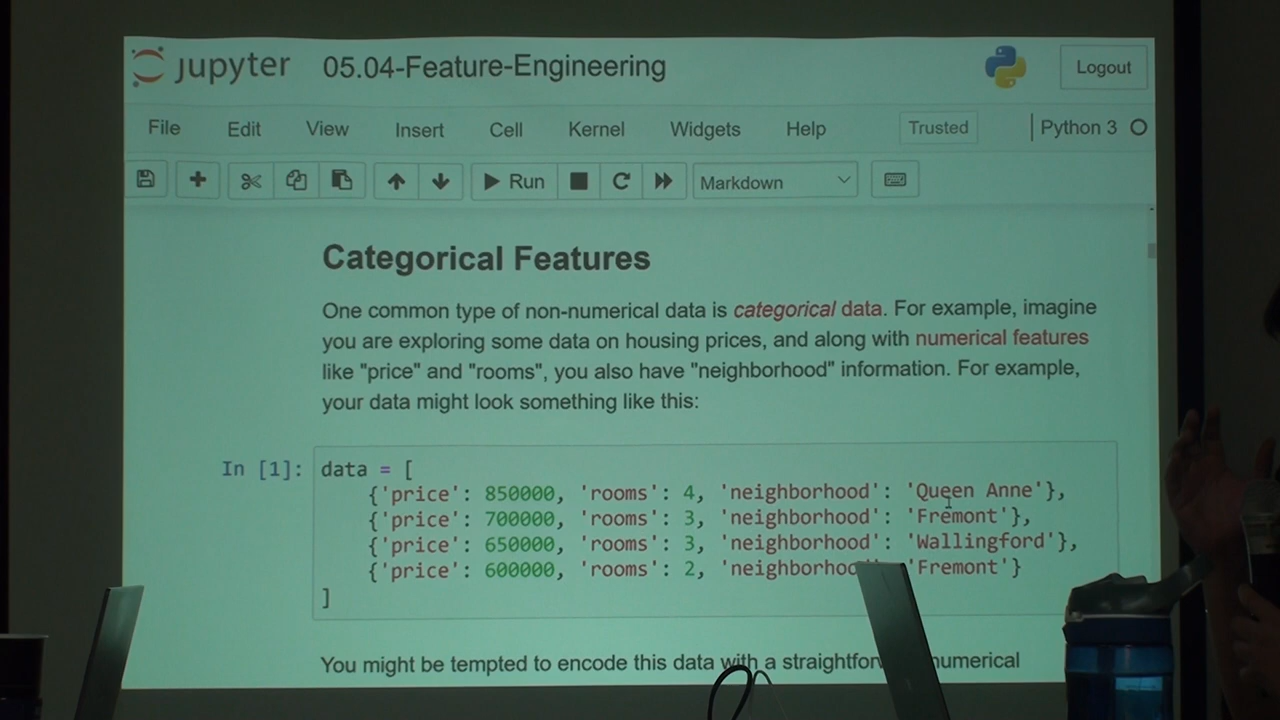 jupyter 05.04-Feature-Engineering Logout
File Edit View Insert Cell Kernel Widgets Help Trusted Python 3
Run Markdown
Categorical Features
One common type of non-numerical data is categorical data. For example, imagine
you are exploring some data on housing prices, and along with numerical features
like "price" and "rooms", you also have "neighborhood" information. For example,
your data might look something like this:
In [1]: data = [
{'price': 850000, 'rooms': 4, 'neighborhood': 'Queen Anne'},
{'price': 700000, 'rooms': 3, 'neighborhood': 'Fremont'},
{'price': 650000, 'rooms': 3, 'neighborhood': 'Wallingford'},
{'price': 600000, 'rooms': 2, 'neighborhoo 'Fremont'}
]
You might be tempted to encode this data with a straightfor numerical